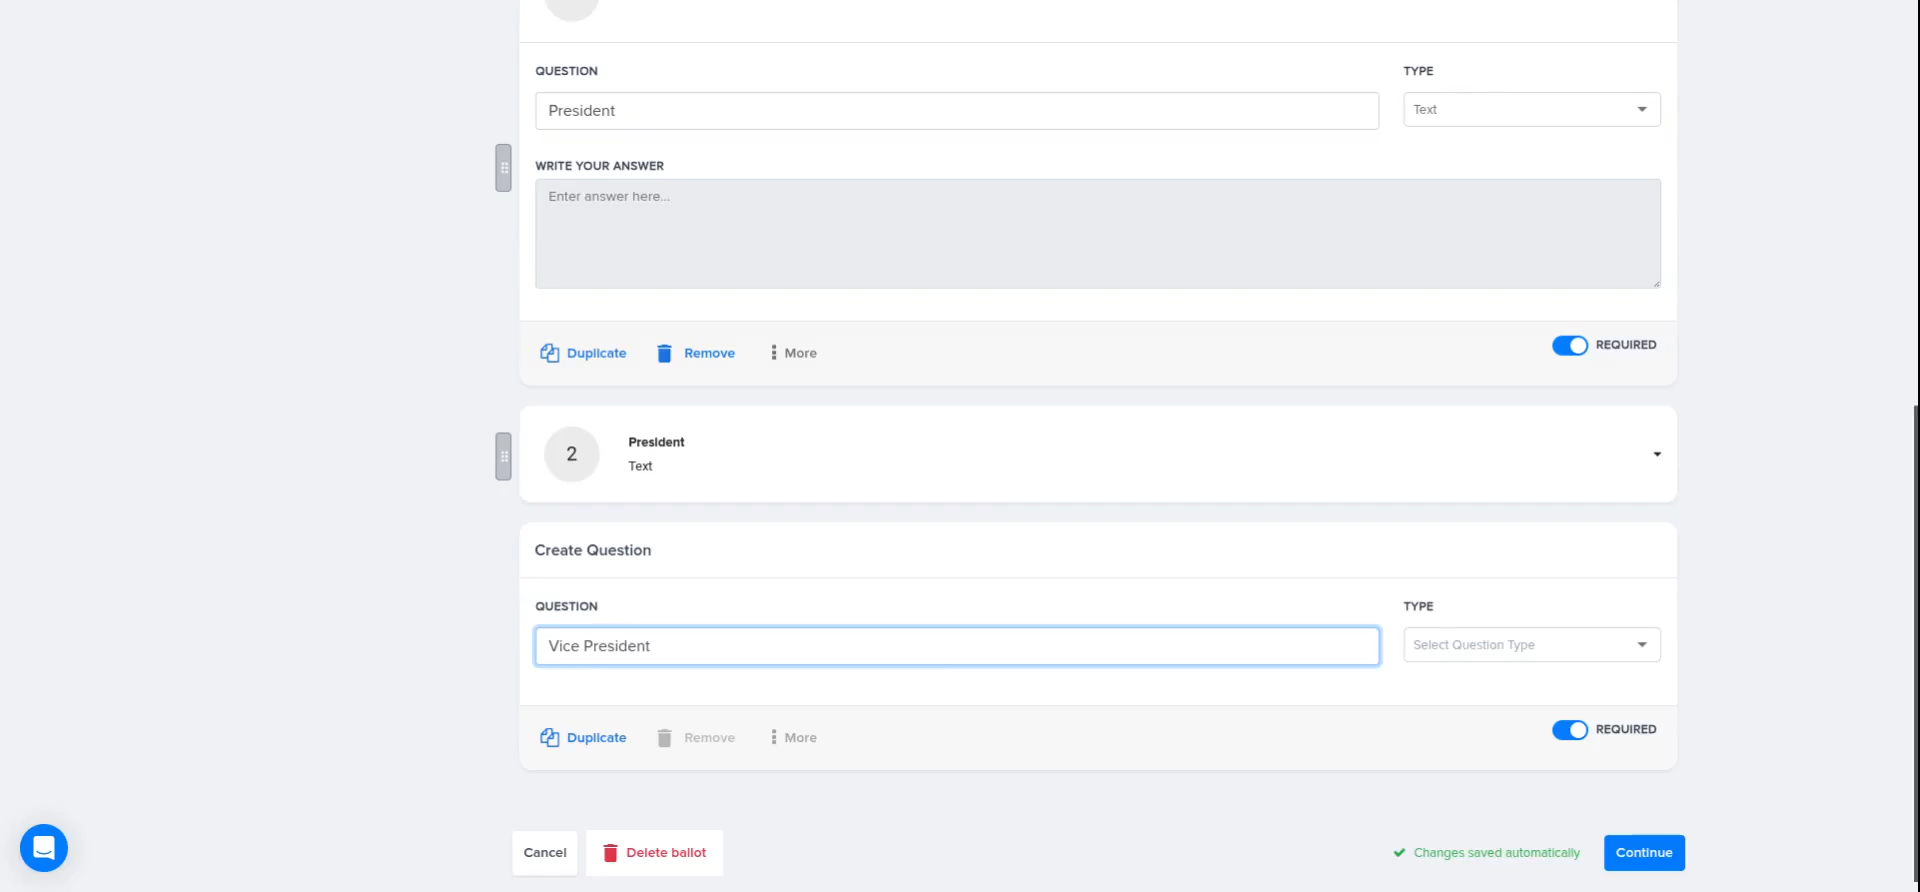 QUESTION
TYPE
President
Text
WRITE YOUR ANSWER
Enter answer here...
Duplicate
Remove
More
REQUIRED
2
President
Text
Create Question
QUESTION
TYPE
Vice President
Select Question Type
Duplicate
Remove
More
REQUIRED
Cancel
Delete ballot
Changes saved automatically
Continue